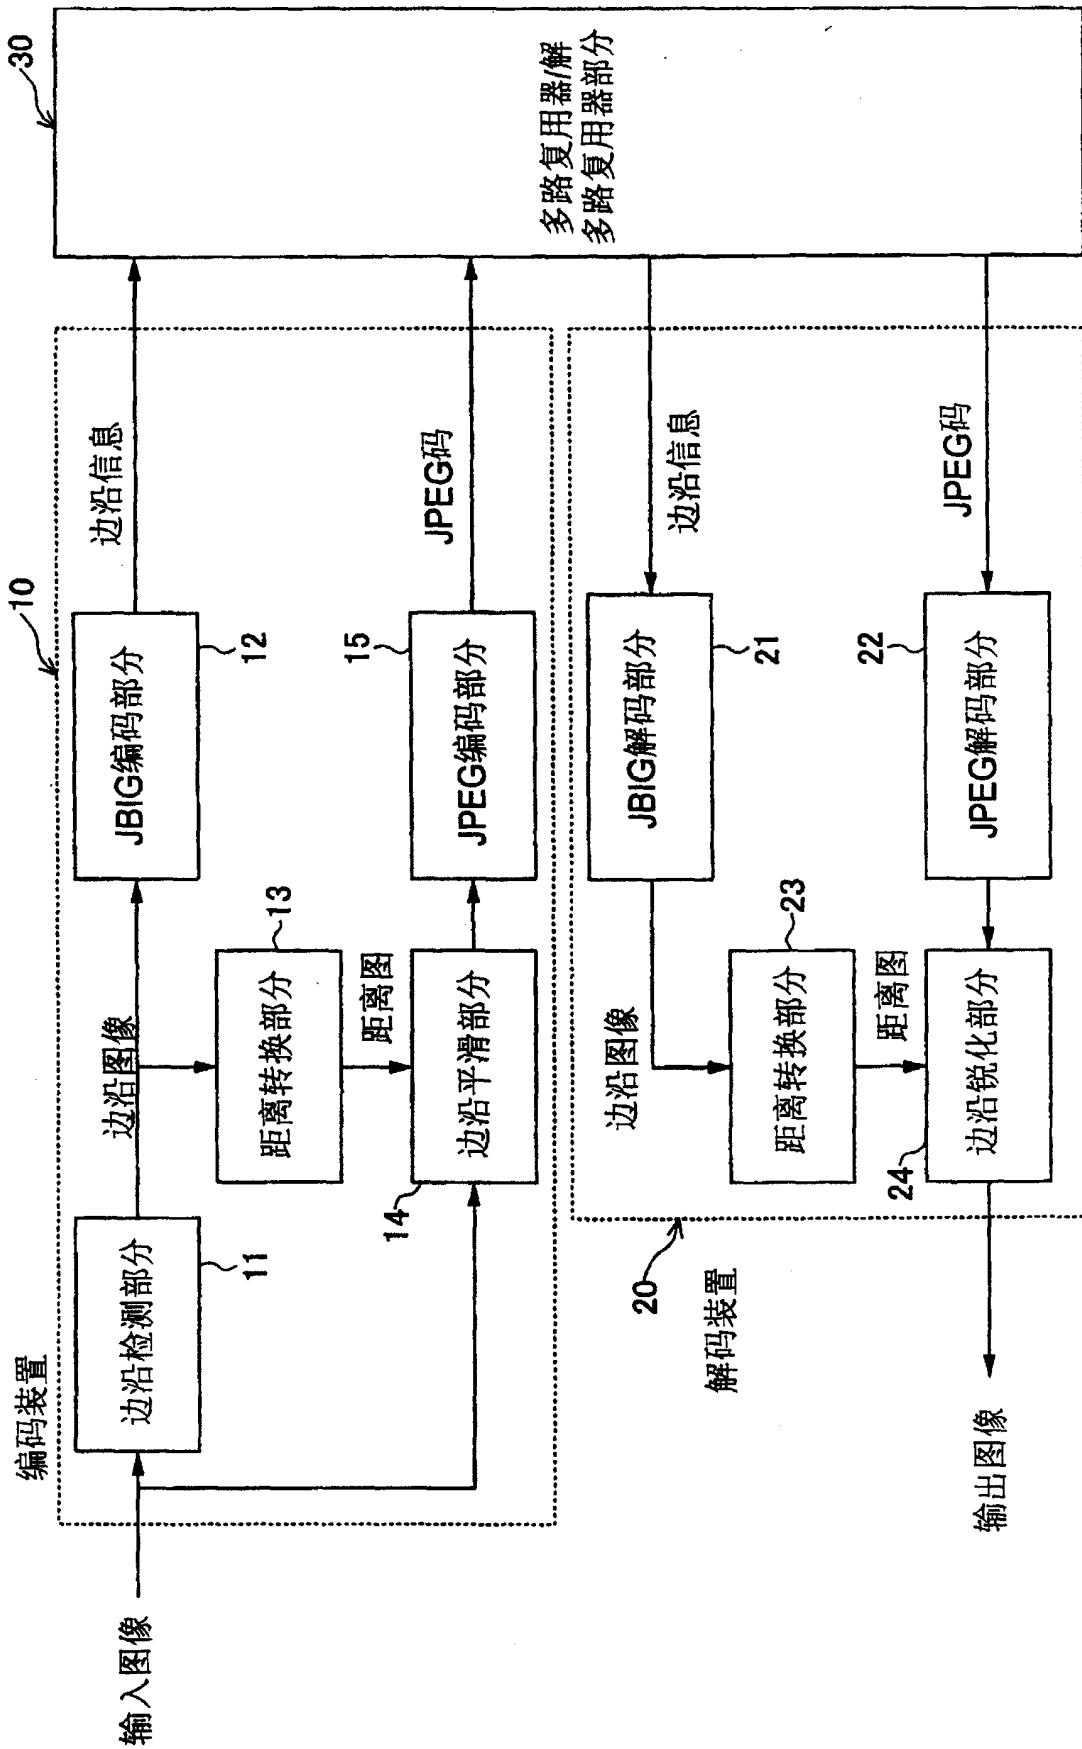 编码装置
10
30
输入图像
边沿检测部分
11
边沿图像
JBIG编码部分
12
边沿信息
距离转换部分
13
距离图
边沿平滑部分
14
JPEG编码部分
15
JPEG码
多路复用器/解
多路复用器部分
20
解码装置
JBIG解码部分
21
边沿信息
边沿图像
距离转换部分
23
距离图
JPEG解码部分
22
JPEG码
边沿锐化部分
24
输出图像